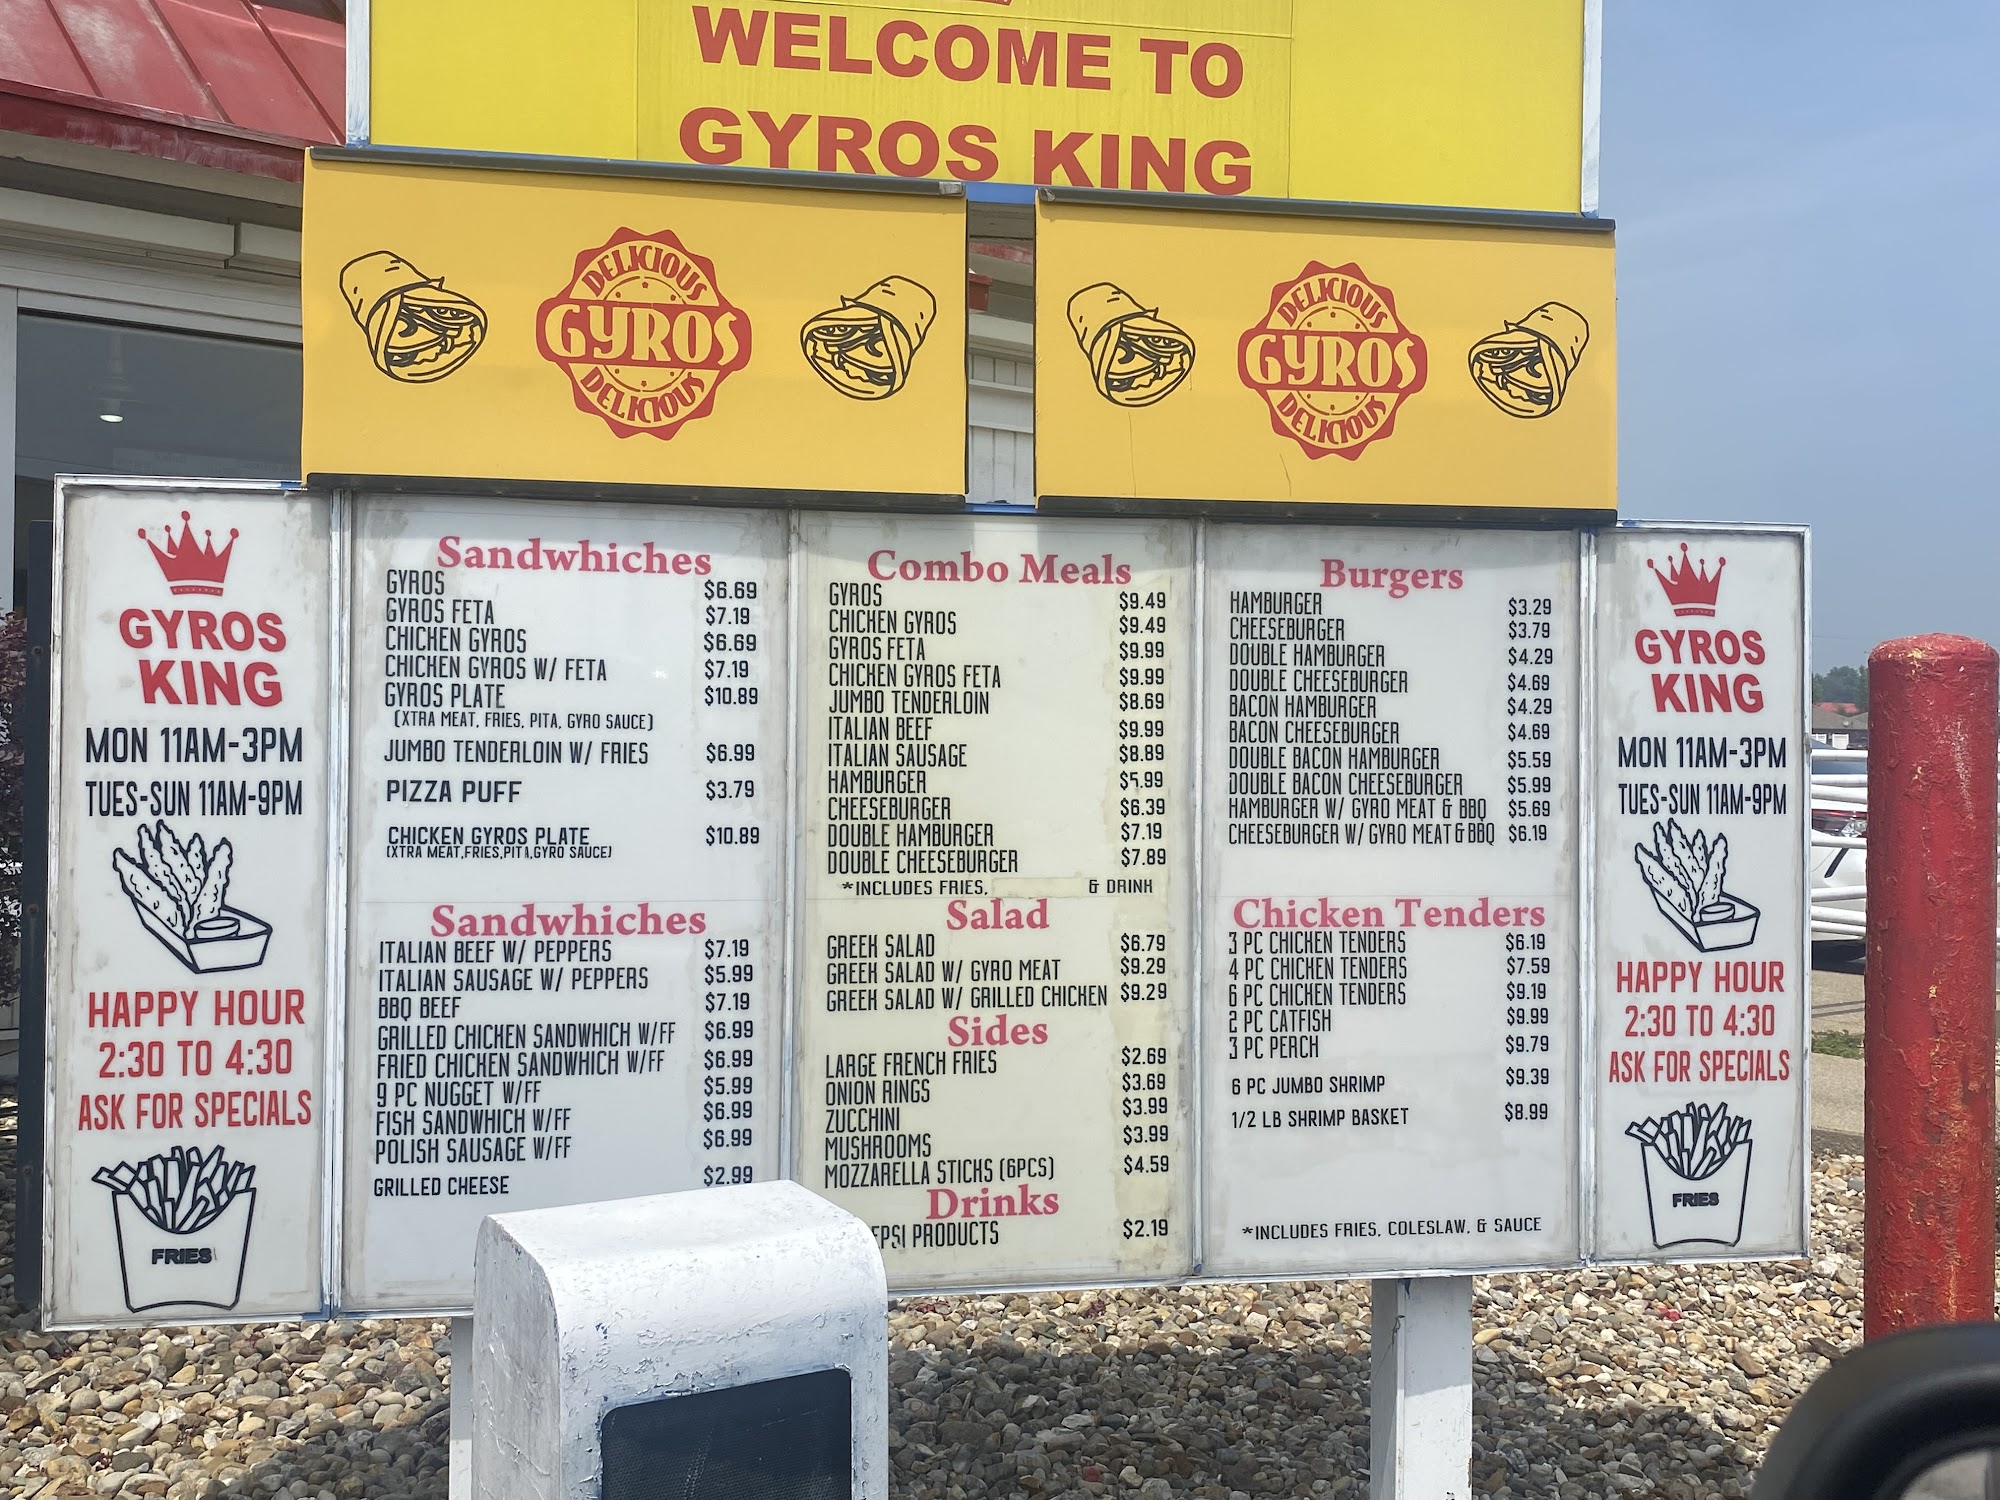 WELCOME TO
GYROS KING
DELICIOUS
GYROS
DELICIOUS
DELICIOUS
GYROS
DELICIOUS
GYROS
KING
MON 11AM-3PM
TUES-SUN 11AM-9PM
HAPPY HOUR
2:30 TO 4:30
ASK FOR SPECIALS
FRIES
Sandwhiches
GYROS $6.69
GYROS FETA $7.19
CHICKEN GYROS $6.69
CHICKEN GYROS W/ FETA $7.19
GYROS PLATE $10.89
(XTRA MEAT, FRIES, PITA, GYRO SAUCE)
JUMBO TENDERLOIN W/ FRIES $6.99
PIZZA PUFF $3.79
CHICKEN GYROS PLATE $10.89
(XTRA MEAT,FRIES,PITA,GYRO SAUCE)
Sandwhiches
ITALIAN BEEF W/ PEPPERS $7.19
ITALIAN SAUSAGE W/ PEPPERS $5.99
BBQ BEEF $7.19
GRILLED CHICKEN SANDWHICH W/FF $6.99
FRIED CHICKEN SANDWHICH W/FF $6.99
9 PC NUGGET W/FF $5.99
FISH SANDWHICH W/FF $6.99
POLISH SAUSAGE W/FF $6.99
GRILLED CHEESE $2.99
Combo Meals
GYROS $9.49
CHICKEN GYROS $9.49
GYROS FETA $9.99
CHICKEN GYROS FETA $9.99
JUMBO TENDERLOIN $8.69
ITALIAN BEEF $9.99
ITALIAN SAUSAGE $8.89
HAMBURGER $5.99
CHEESEBURGER $6.39
DOUBLE HAMBURGER $7.19
DOUBLE CHEESEBURGER $7.89
*INCLUDES FRIES, & DRINK
Salad
GREEK SALAD $6.79
GREEK SALAD W/ GYRO MEAT $9.29
GREEK SALAD W/ GRILLED CHICKEN $9.29
Sides
LARGE FRENCH FRIES $2.69
ONION RINGS $3.69
ZUCCHINI $3.99
MUSHROOMS $3.99
MOZZARELLA STICKS (6PCS) $4.59
Drinks
EPSI PRODUCTS $2.19
Burgers
HAMBURGER $3.29
CHEESEBURGER $3.79
DOUBLE HAMBURGER $4.29
DOUBLE CHEESEBURGER $4.69
BACON HAMBURGER $4.29
BACON CHEESEBURGER $4.69
DOUBLE BACON HAMBURGER $5.59
DOUBLE BACON CHEESEBURGER $5.99
HAMBURGER W/ GYRO MEAT & BBQ $5.69
CHEESEBURGER W/ GYRO MEAT & BBQ $6.19
Chicken Tenders
3 PC CHICKEN TENDERS $6.19
4 PC CHICKEN TENDERS $7.59
6 PC CHICKEN TENDERS $9.19
2 PC CATFISH $9.99
3 PC PERCH $9.79
6 PC JUMBO SHRIMP $9.39
1/2 LB SHRIMP BASKET $8.99
*INCLUDES FRIES, COLESLAW, & SAUCE
GYROS
KING
MON 11AM-3PM
TUES-SUN 11AM-9PM
HAPPY HOUR
2:30 TO 4:30
ASK FOR SPECIALS
FRIES